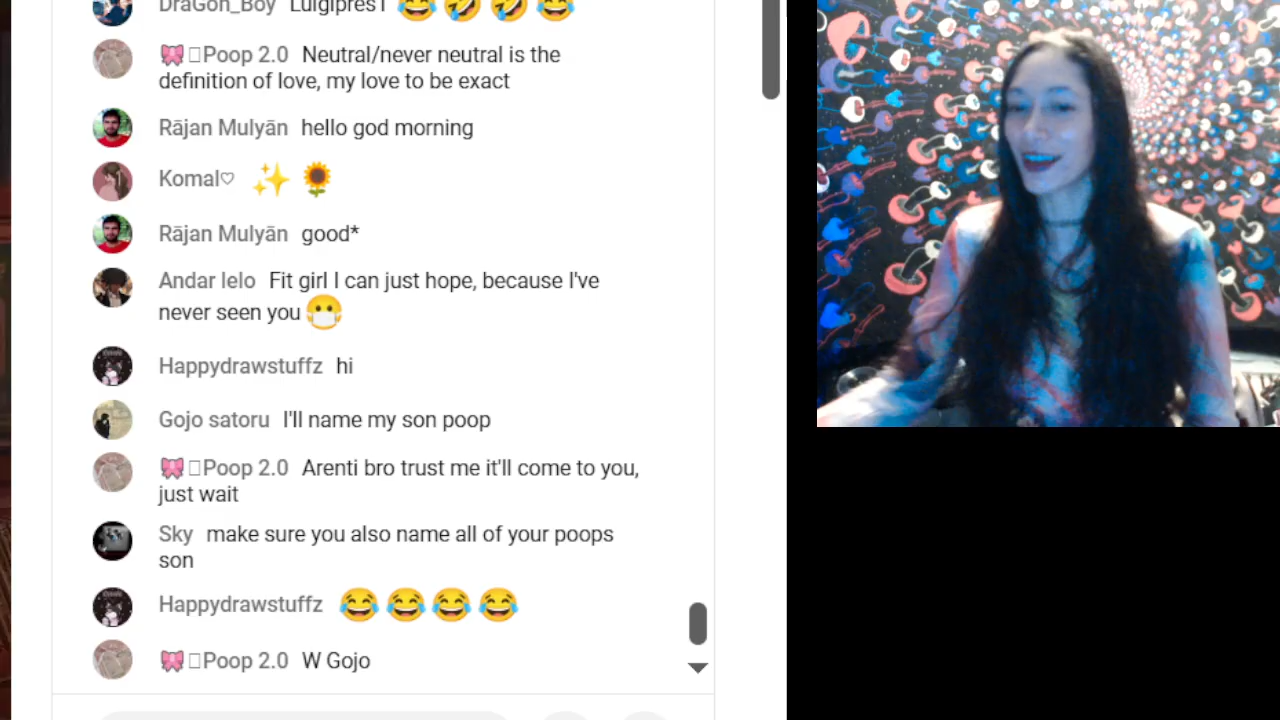 DraGon_Boy Luigipres1 😂🤣🤣😂
🎀Poop 2.0 Neutral/never neutral is the
definition of love, my love to be exact
Rājan Mulyān hello god morning
Komal♡ ✨🌻
Rājan Mulyān good*
Andar lelo Fit girl I can just hope, because I've
never seen you😷
Happydrawstuffz hi
Gojo satoru I'll name my son poop
🎀Poop 2.0 Arenti bro trust me it'll come to you,
just wait
Sky make sure you also name all of your poops
son
Happydrawstuffz 😂😂😂😂
🎀Poop 2.0 W Gojo